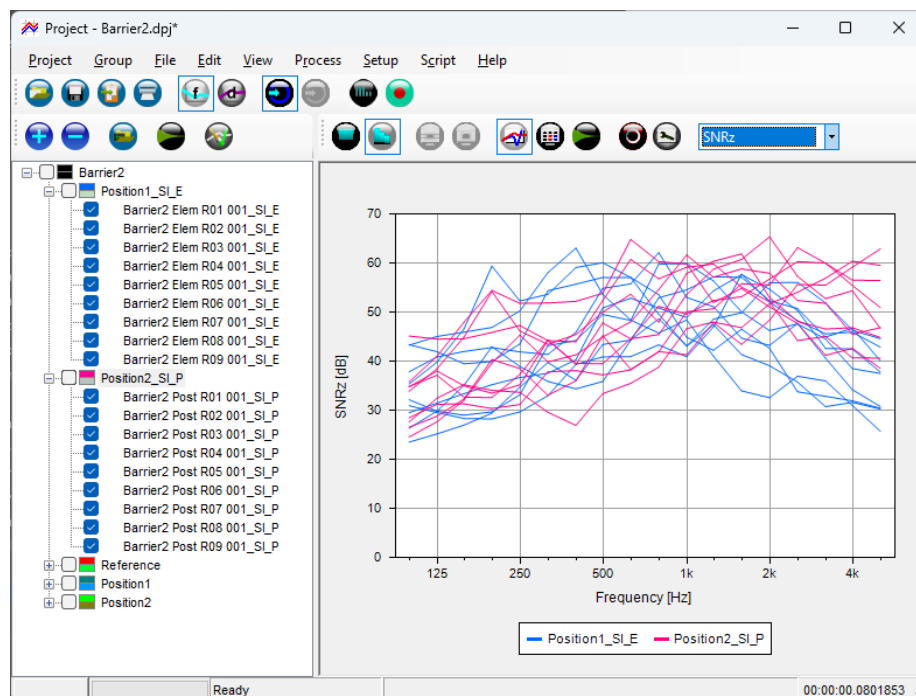 Project - Barrier2.dpj*
Project Group File Edit View Process Setup Script Help
f d
SNRz
Barrier2
Position1_SI_E
Barrier2 Elem R01 001_SI_E
Barrier2 Elem R02 001_SI_E
Barrier2 Elem R03 001_SI_E
Barrier2 Elem R04 001_SI_E
Barrier2 Elem R05 001_SI_E
Barrier2 Elem R06 001_SI_E
Barrier2 Elem R07 001_SI_E
Barrier2 Elem R08 001_SI_E
Barrier2 Elem R09 001_SI_E
Position2_SI_P
Barrier2 Post R01 001_SI_P
Barrier2 Post R02 001_SI_P
Barrier2 Post R03 001_SI_P
Barrier2 Post R04 001_SI_P
Barrier2 Post R05 001_SI_P
Barrier2 Post R06 001_SI_P
Barrier2 Post R07 001_SI_P
Barrier2 Post R08 001_SI_P
Barrier2 Post R09 001_SI_P
Reference
Position1
Position2
SNRz [dB]
70
60
50
40
30
20
10
0
125 250 500 1k 2k 4k
Frequency [Hz]
Position1_SI_E Position2_SI_P
Ready 00:00:00.0801853